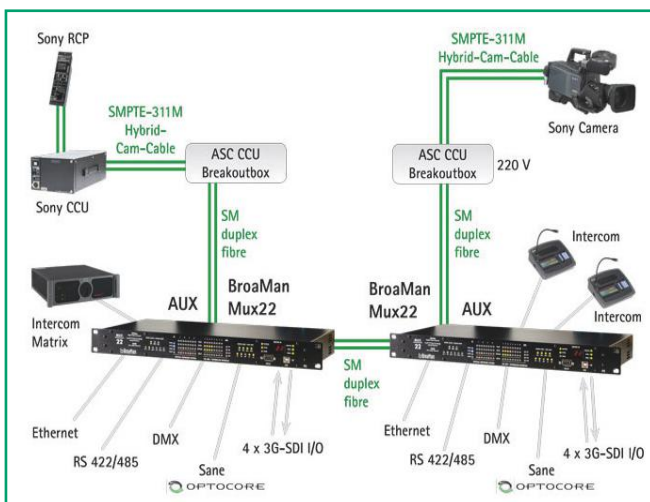 Sony RCP
SMPTE-311M
Hybrid-
Cam-Cable
ASC CCU
Breakoutbox
Sony CCU
SM
duplex
fibre
SMPTE-311M
Hybrid-Cam-Cable
Sony Camera
ASC CCU
Breakoutbox
220 V
SM
duplex
fibre
Intercom
Intercom
Intercom
Matrix
AUX
BroaMan
Mux22
BroaMan
Mux22
AUX
22
22
SM
duplex
fibre
Ethernet
RS 422/485
DMX
Sane
4 x 3G-SDI I/O
OPTOCORE
Ethernet
RS 422/485
DMX
Sane
4 x 3G-SDI I/O
OPTOCORE